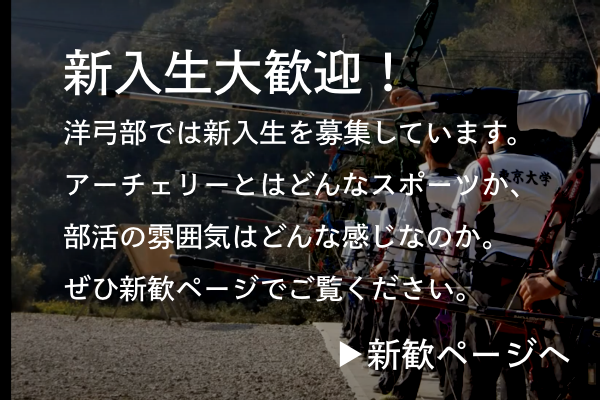 新入生大歓迎！
洋弓部では新入生を募集しています。
アーチェリーとはどんなスポーツか、
部活の雰囲気はどんな感じなのか。
ぜひ新歓ページでご覧ください。
▶新歓ページへ
京大学